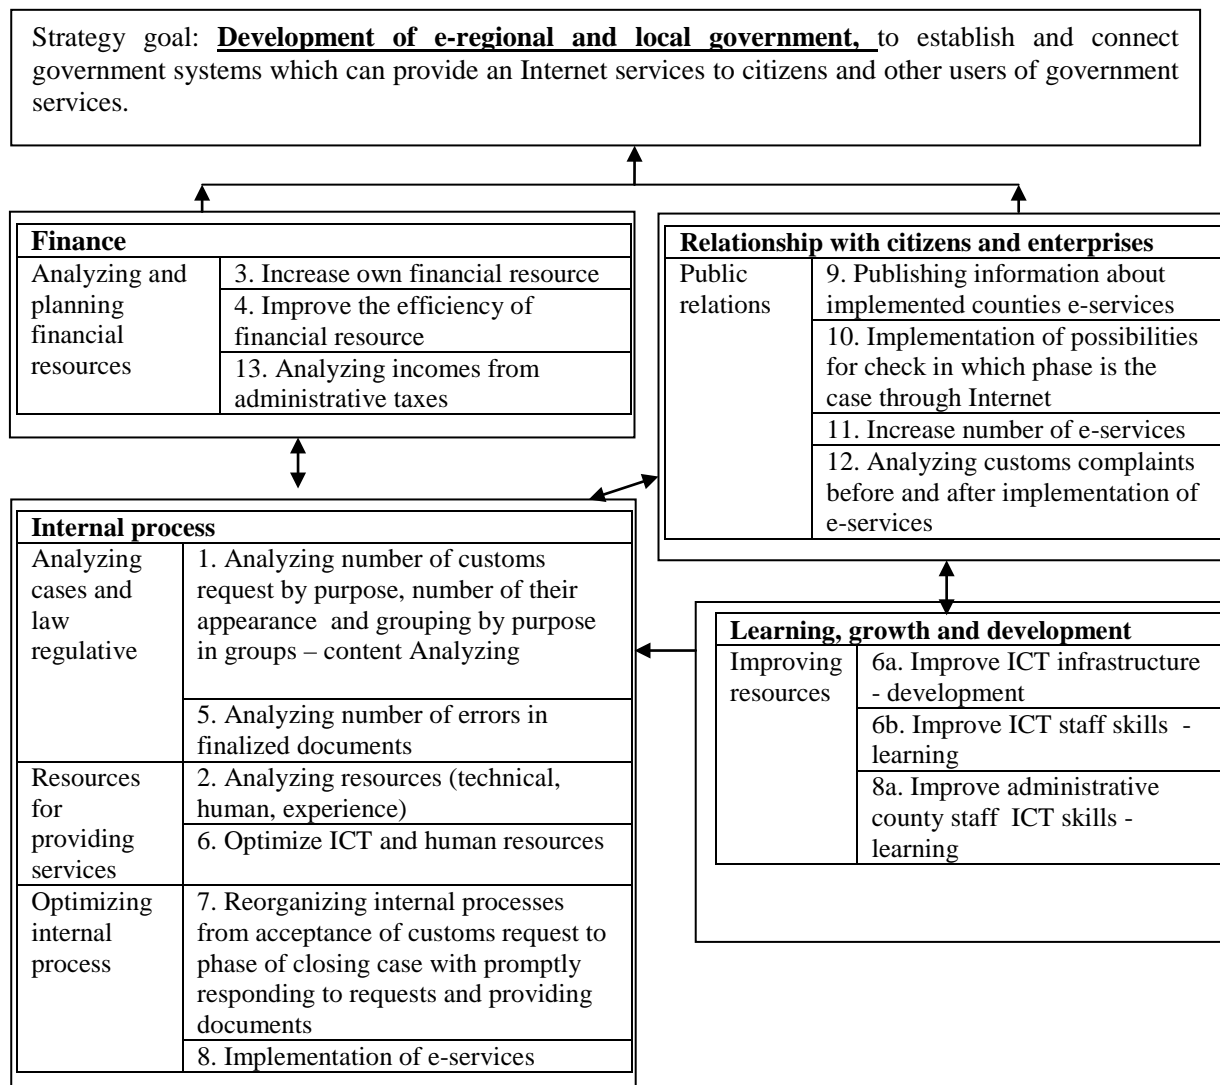 Strategy goal: Development of e-regional and local government, to establish and connect
government systems which can provide an Internet services to citizens and other users of government
services.
Finance
Analyzing and
planning
financial
resources
3. Increase own financial resource
4. Improve the efficiency of
financial resource
13. Analyzing incomes from
administrative taxes
Relationship with citizens and enterprises
Public
relations
9. Publishing information about
implemented counties e-services
10. Implementation of possibilities
for check in which phase is the
case through Internet
11. Increase number of e-services
12. Analyzing customs complaints
before and after implementation of
e-services
Internal process
Analyzing
cases and
law
regulative
1. Analyzing number of customs
request by purpose, number of their
appearance and grouping by purpose
in groups – content Analyzing
5. Analyzing number of errors in
finalized documents
Resources
for
providing
services
2. Analyzing resources (technical,
human, experience)
6. Optimize ICT and human resources
Optimizing
internal
process
7. Reorganizing internal processes
from acceptance of customs request to
phase of closing case with promptly
responding to requests and providing
documents
8. Implementation of e-services
Learning, growth and development
Improving
resources
6a. Improve ICT infrastructure
- development
6b. Improve ICT staff skills -
learning
8a. Improve administrative
county staff ICT skills -
learning